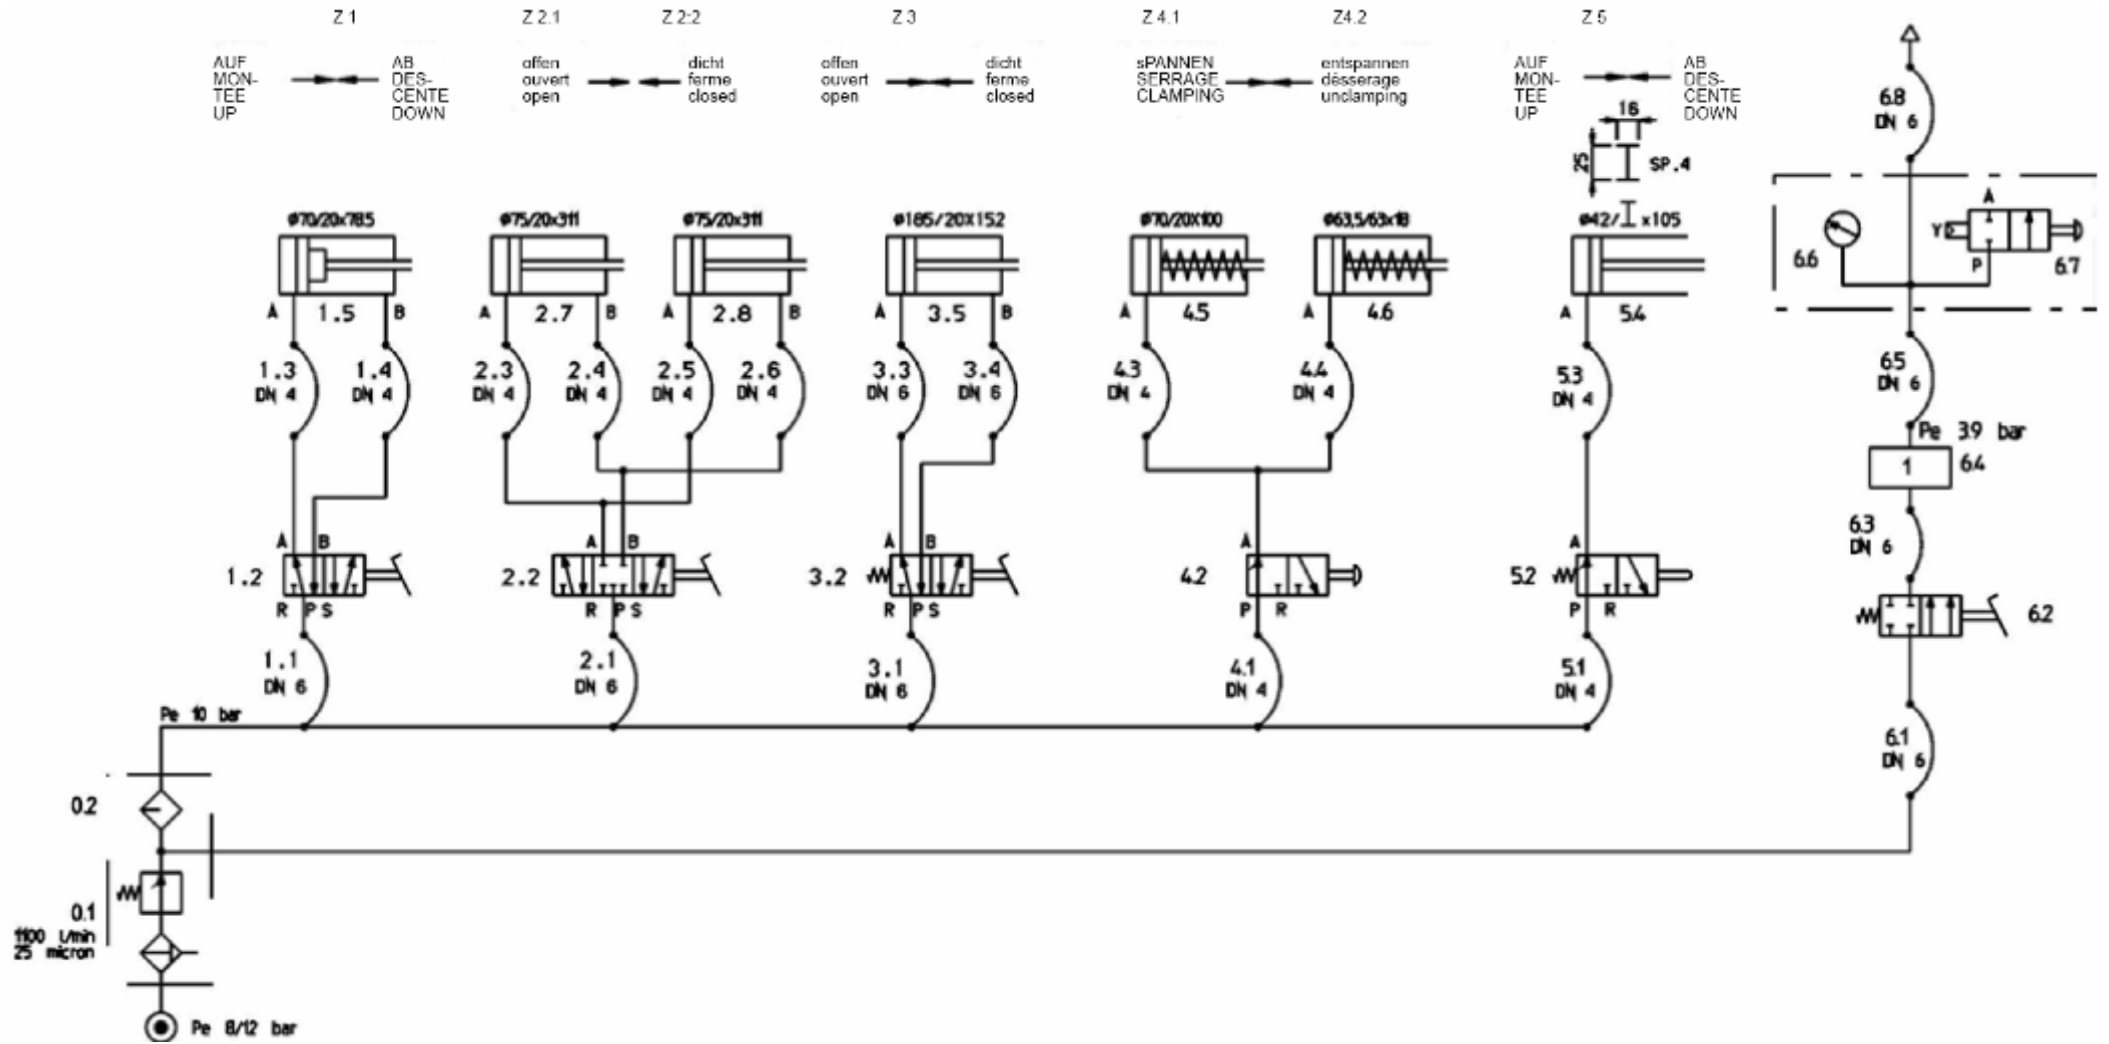 Z 1
Z 2.1
Z 2:2
Z 3
Z 4.1
Z4.2
Z 5
AUF
MON-
TEE
UP
AB
DES-
CENTE
DOWN
offen
ouvert
open
dicht
ferme
closed
offen
ouvert
open
dicht
ferme
closed
sPANNEN
SERRAGE
CLAMPING
entspannen
désserage
unclamping
AUF
MON-
TEE
UP
AB
DES-
CENTE
DOWN
16
25
SP.4
6.8
DN 6
ø70/20x785
ø75/20x311
ø75/20x311
ø185/20X152
ø70/20X100
ø63,5/63x18
ø42/ x105
A
Y
P
6.6
6.7
A 1.5 B
A 2.7 B
A 2.8 B
A 3.5 B
A 4.5
A 4.6
A 5.4
1.3
DN 4
1.4
DN 4
2.3
DN 4
2.4
DN 4
2.5
DN 4
2.6
DN 4
3.3
DN 6
3.4
DN 6
4.3
DN 4
4.4
DN 4
5.3
DN 4
6.5
DN 6
Pe 3.9 bar
1
6.4
6.3
DN 6
A B
1.2
R P S
A B
2.2
R P S
A B
3.2
R P S
A
4.2
P R
A
5.2
P R
6.2
1.1
DN 6
2.1
DN 6
3.1
DN 6
4.1
DN 4
5.1
DN 4
6.1
DN 6
Pe 10 bar
0.2
0.1
1100 l/min
25 micron
Pe 8/12 bar